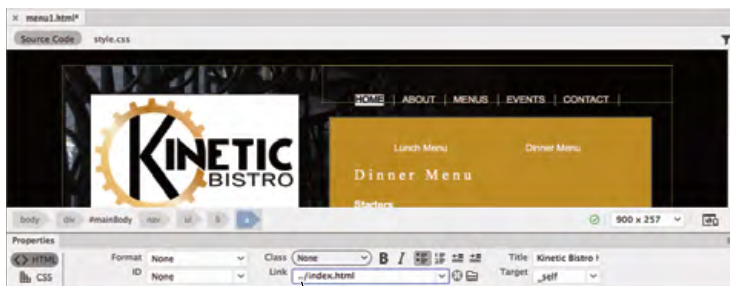 × menu1.html*
Source Code style.css
HOME | ABOUT | MENUS | EVENTS | CONTACT |
KINETIC
BISTRO
Lunch Menu Dinner Menu
Dinner Menu
Starters
body div #mainBody nav ul li a 900 x 257
Properties
<> HTML Format None Class None B I Title Kinetic Bistro H
CSS ID None Link ../index.html Target _self